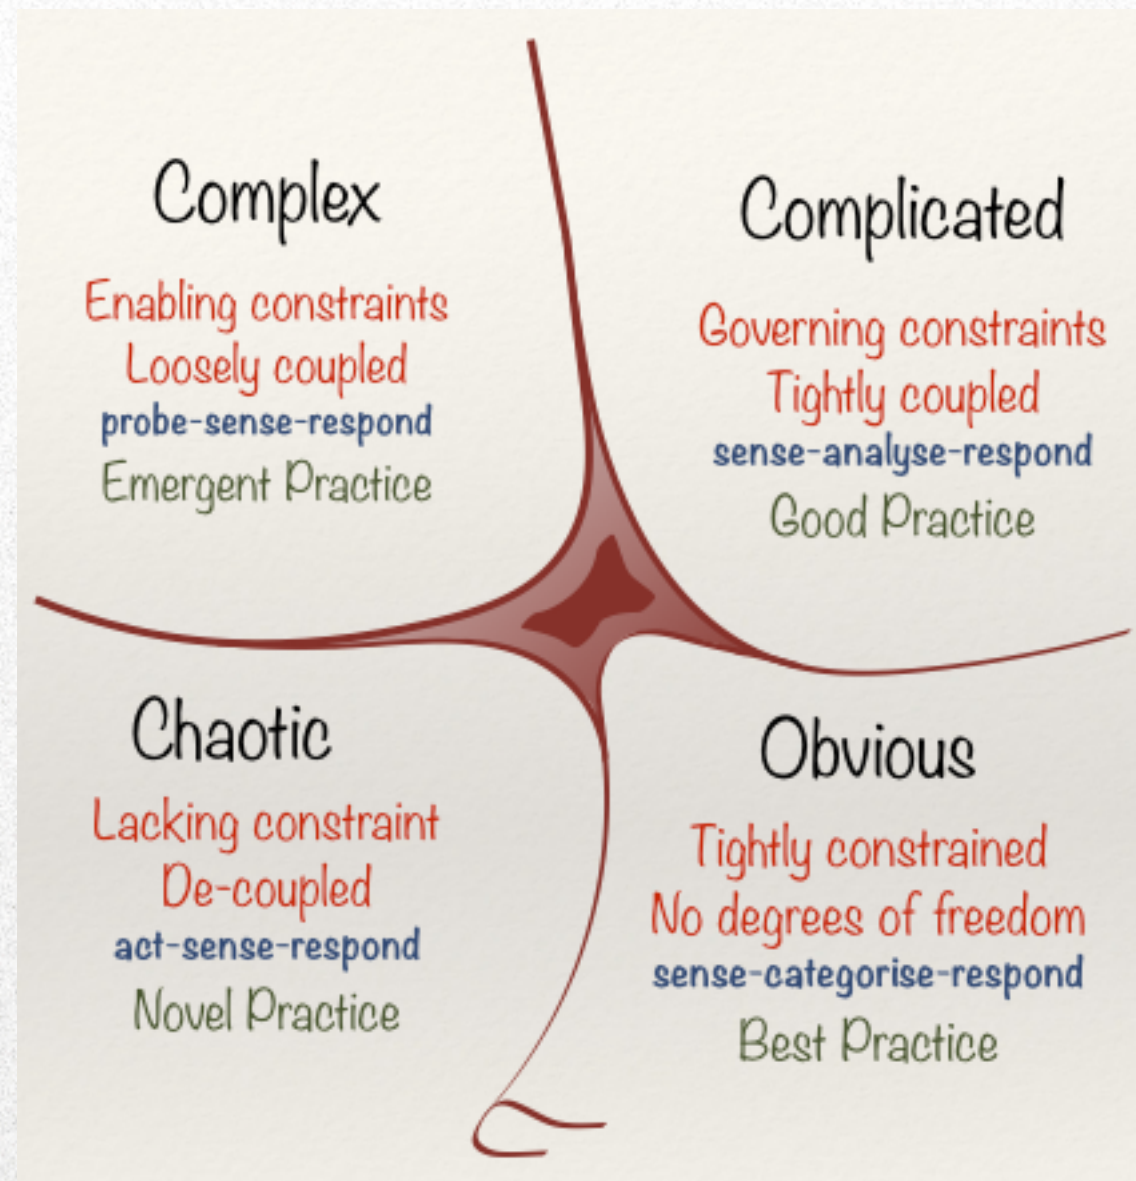 Complex
Enabling constraints
Loosely coupled
probe-sense-respond
Emergent Practice
Complicated
Governing constraints
Tightly coupled
sense-analyse-respond
Good Practice
Chaotic
Lacking constraint
De-coupled
act-sense-respond
Novel Practice
Obvious
Tightly constrained
No degrees of freedom
sense-categorise-respond
Best Practice